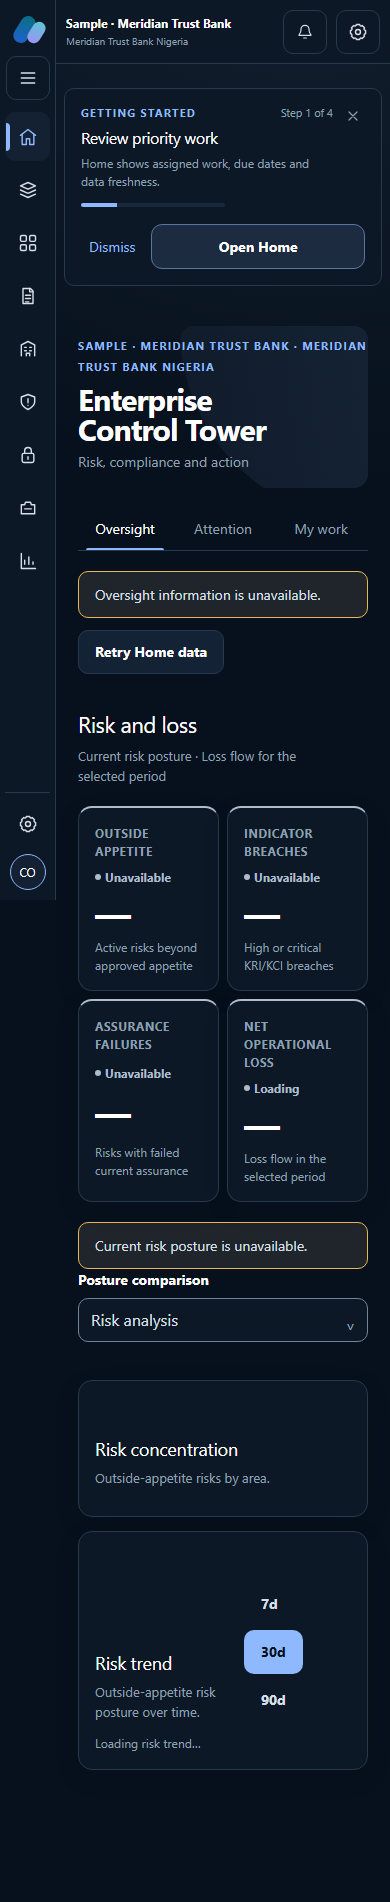 Sample · Meridian Trust Bank
Meridian Trust Bank Nigeria
GETTING STARTED
Step 1 of 4
Review priority work
Home shows assigned work, due dates and
data freshness.
Dismiss
Open Home
SAMPLE · MERIDIAN TRUST BANK · MERIDIAN
TRUST BANK NIGERIA
Enterprise
Control Tower
Risk, compliance and action
Oversight
Attention
My work
Oversight information is unavailable.
Retry Home data
Risk and loss
Current risk posture · Loss flow for the
selected period
OUTSIDE
APPETITE
Unavailable
—
Active risks beyond
approved appetite
INDICATOR
BREACHES
Unavailable
—
High or critical
KRI/KCI breaches
ASSURANCE
FAILURES
Unavailable
—
Risks with failed
current assurance
NET
OPERATIONAL
LOSS
Loading
—
Loss flow in the
selected period
CO
Current risk posture is unavailable.
Posture comparison
Risk analysis
Risk concentration
Outside-appetite risks by area.
Risk trend
Outside-appetite risk
posture over time.
Loading risk trend...
7d
30d
90d